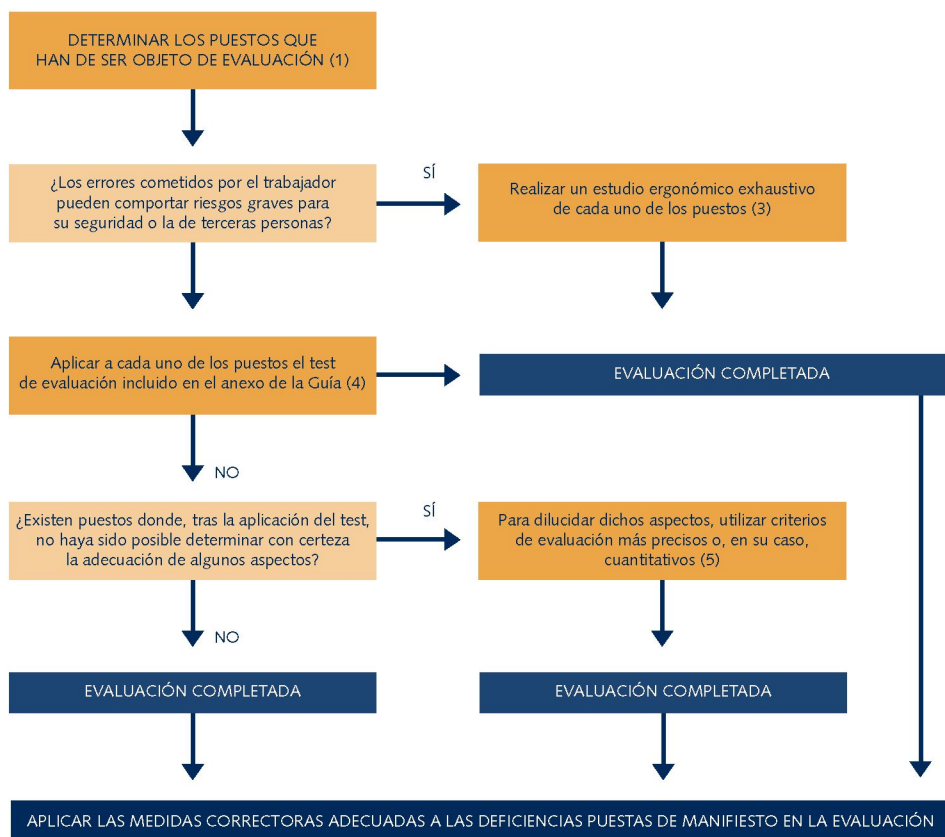 DETERMINAR LOS PUESTOS QUE
HAN DE SER OBJETO DE EVALUACIÓN (1)
¿Los errores cometidos por el trabajador
pueden comportar riesgos graves para
su seguridad o la de terceras personas?
SÍ
Realizar un estudio ergonómico exhaustivo
de cada uno de los puestos (3)
Aplicar a cada uno de los puestos el test
de evaluación incluido en el anexo de la Guía (4)
EVALUACIÓN COMPLETADA
NO
¿Existen puestos donde, tras la aplicación del test,
no haya sido posible determinar con certeza
la adecuación de algunos aspectos?
SÍ
Para dilucidar dichos aspectos, utilizar criterios
de evaluación más precisos o, en su caso,
cuantitativos (5)
NO
EVALUACIÓN COMPLETADA
EVALUACIÓN COMPLETADA
APLICAR LAS MEDIDAS CORRECTORAS ADECUADAS A LAS DEFICIENCIAS PUESTAS DE MANIFIESTO EN LA EVALUACIÓN